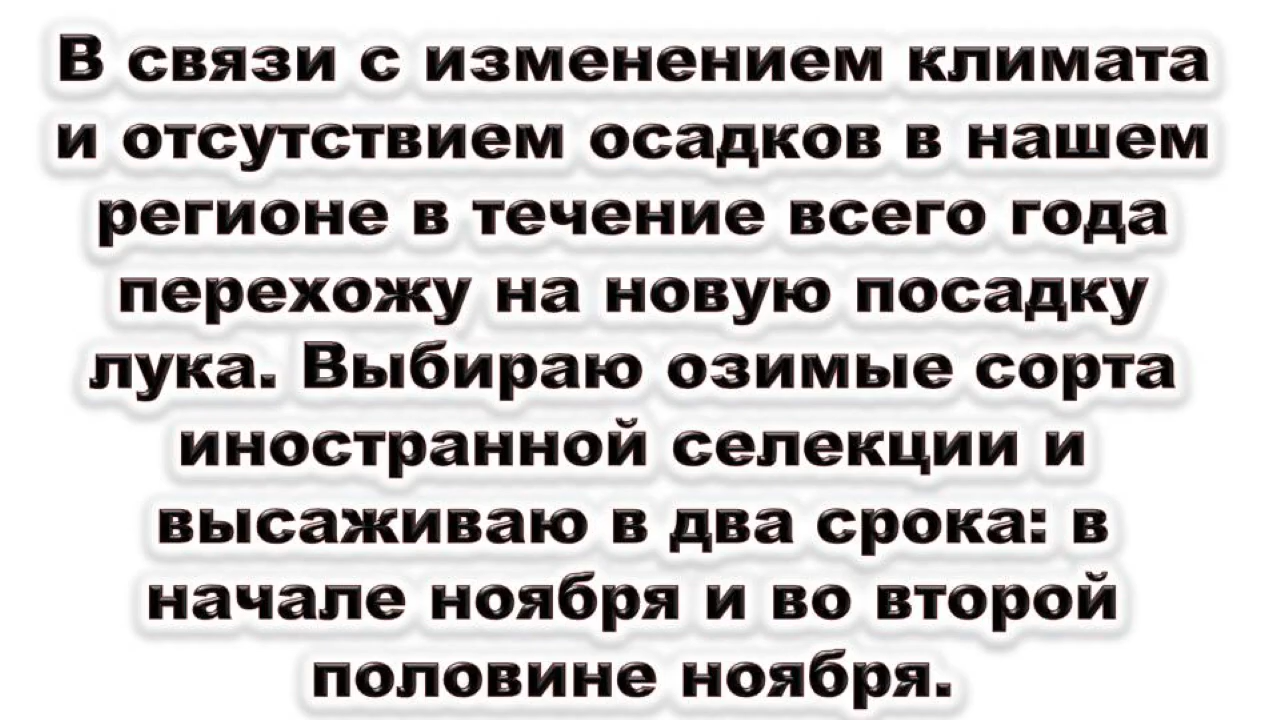 В связи с изменением климата
и отсутствием осадков в нашем
регионе в течение всего года
перехожу на новую посадку
лука. Выбираю озимые сорта
иностранной селекции и
высаживаю в два срока: в
начале ноября и во второй
половине ноября.